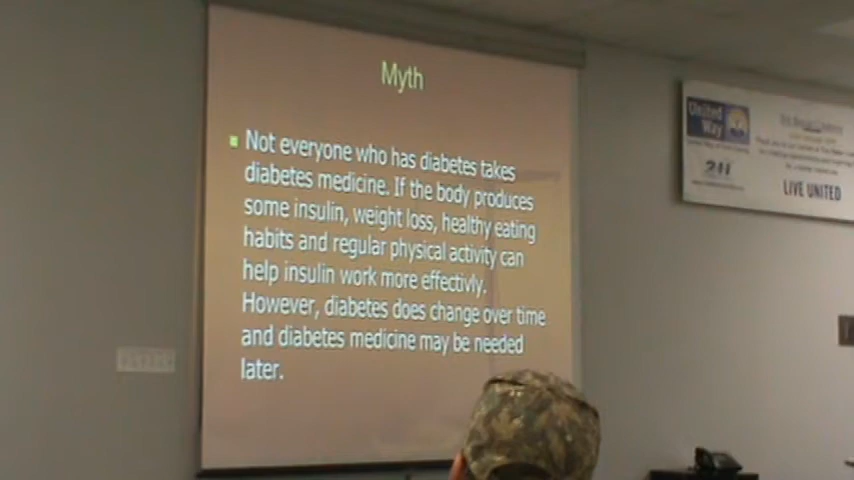 Myth
Not everyone who has diabetes takes
diabetes medicine. If the body produces
some insulin, weight loss, healthy eating
habits and regular physical activity can
help insulin work more effectivly.
However, diabetes does change over time
and diabetes medicine may be needed
later.
United
Way
211
LIVE UNITED